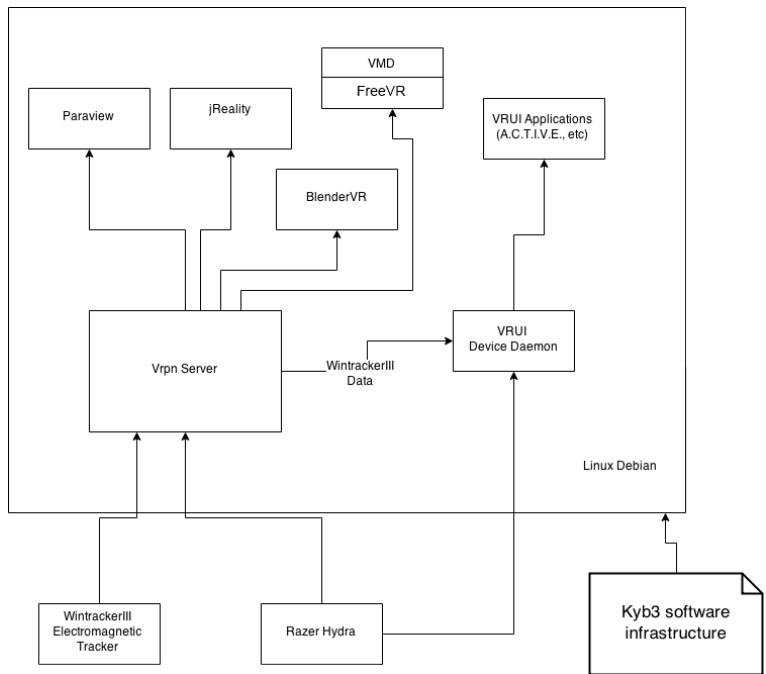 VMD
FreeVR
Paraview
jReality
VRUI Applications
(A.C.T.I.V.E., etc)
BlenderVR
Vrpn Server
WintrackerIII
Data
VRUI
Device Daemon
Linux Debian
WintrackerIII
Electromagnetic
Tracker
Razer Hydra
Kyb3 software
infrastructure